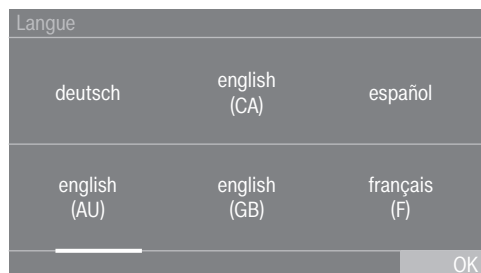 Langue
deutsch
english
(CA)
español
english
(AU)
english
(GB)
français
(F)
OK